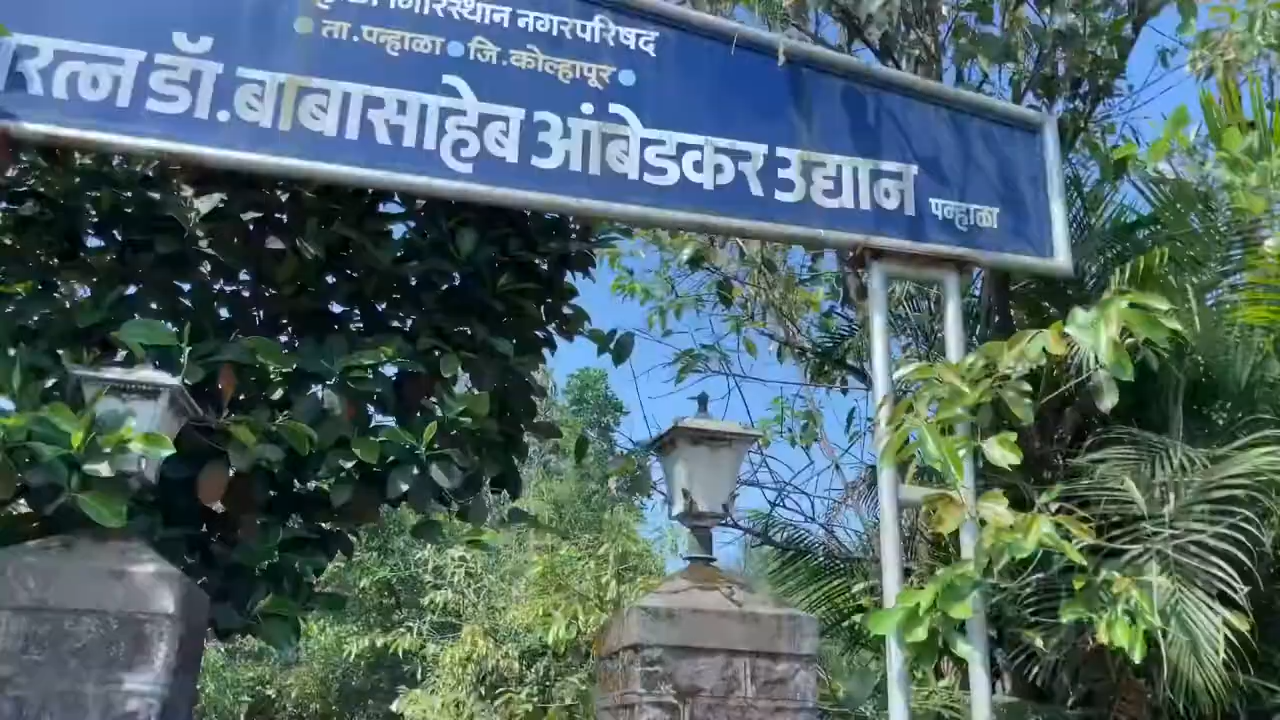 गिरिस्थान नगरपरिषद
ता.पन्हाळा • जि.कोल्हापूर
रत्न डॉ.बाबासाहेब आंबेडकर उद्यान पन्हाळा